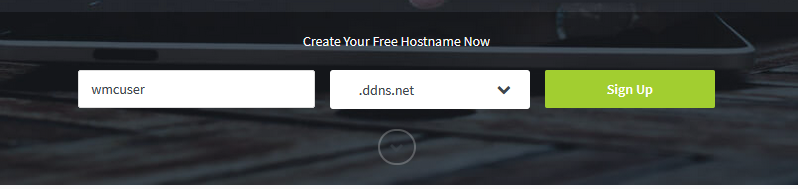 Create Your Free Hostname Now
wmcuser
.ddns.net
Sign Up